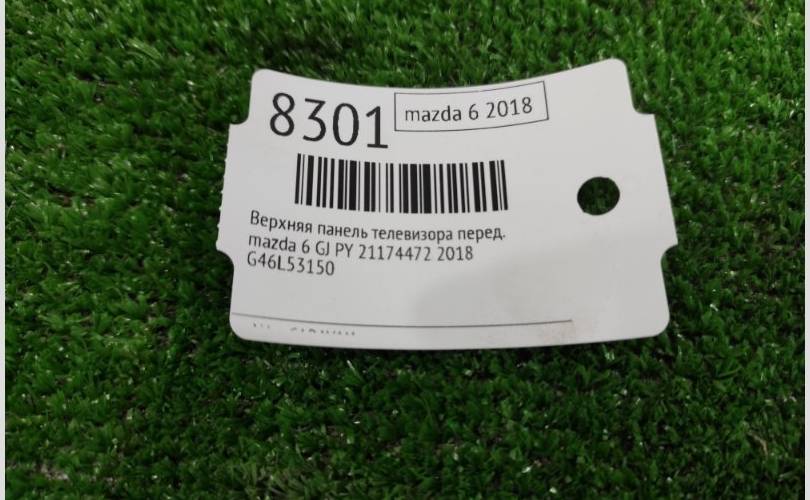 8301
mazda 6 2018
Верхняя панель телевизора перед.
mazda 6 GJ PY 21174472 2018
G46L53150